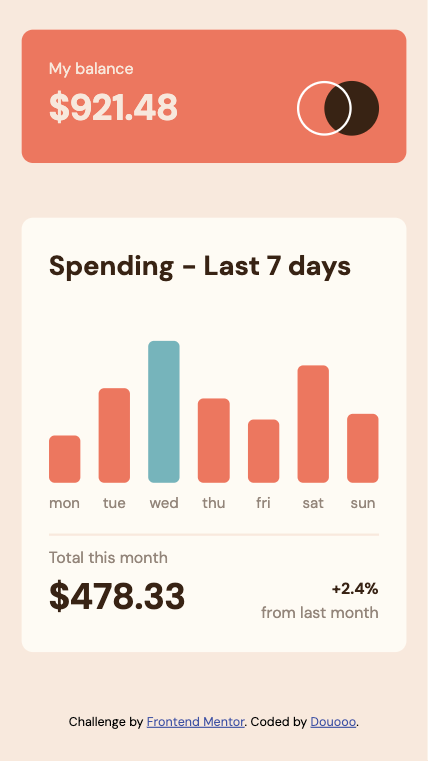 My balance
$921.48
Spending - Last 7 days
mon tue wed thu fri sat sun
Total this month
$478.33
+2.4%
from last month
Challenge by Frontend Mentor. Coded by Douooo.